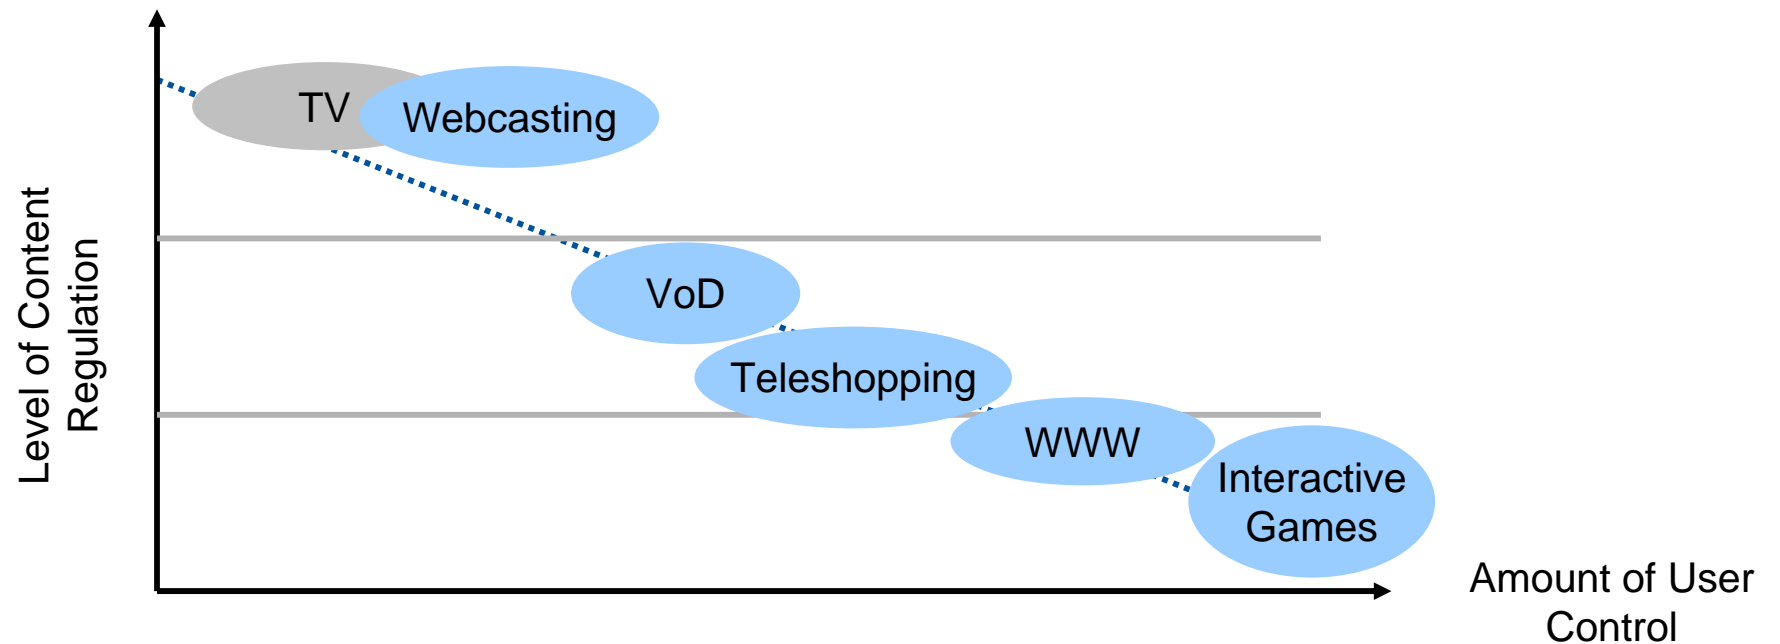 Level of Content
Regulation
TV
Webcasting
VoD
Teleshopping
WWW
Interactive
Games
Amount of User
Control